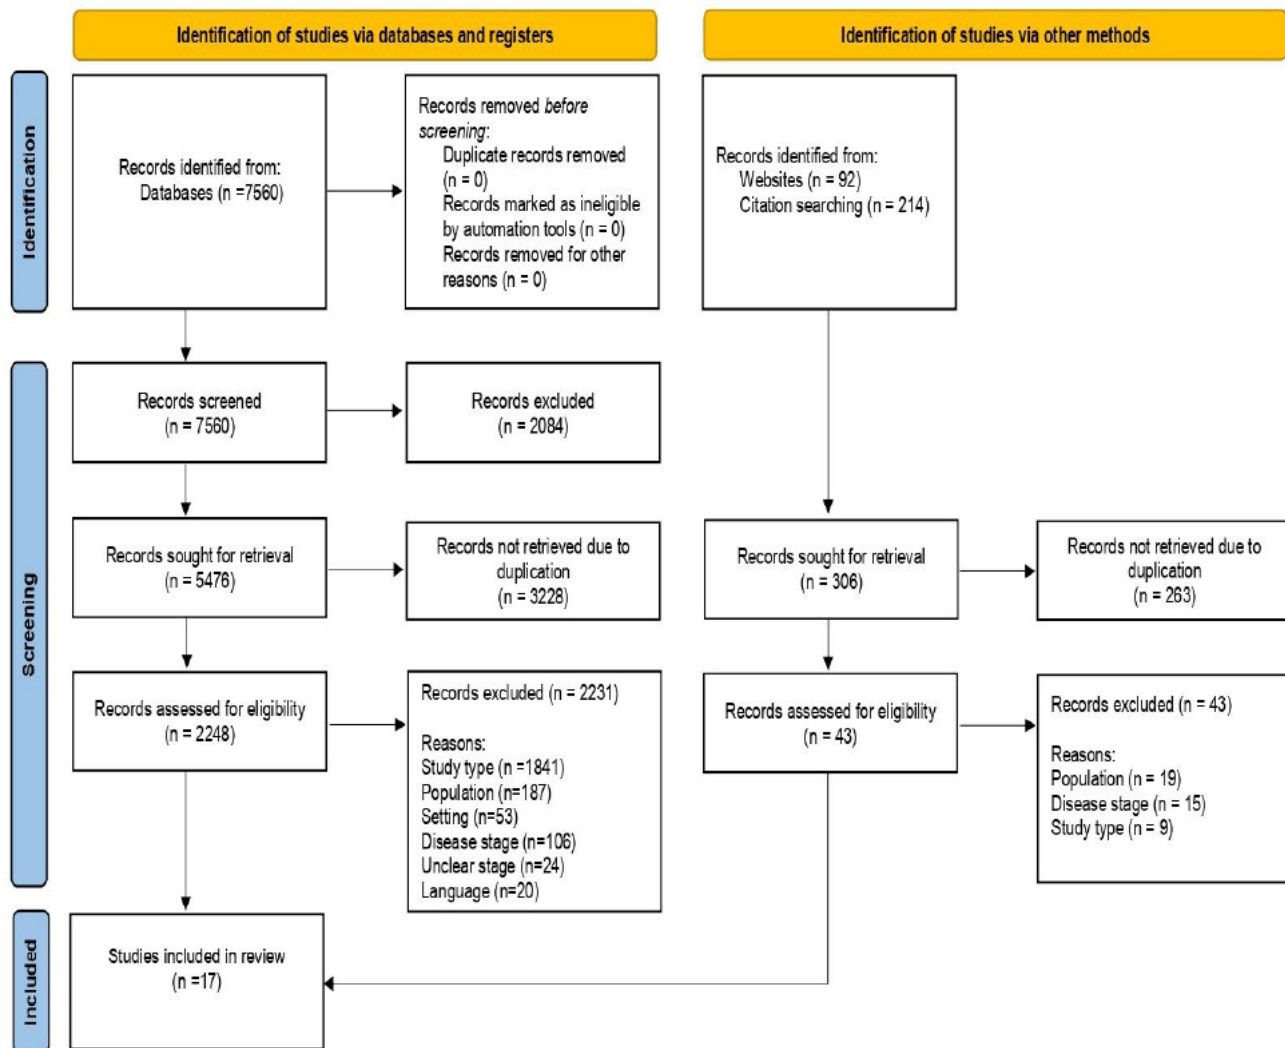 Identification of studies via databases and registers
Identification of studies via other methods
Identification
Records identified from:
Databases (n =7560)
Records removed before
screening:
Duplicate records removed
(n = 0)
Records marked as ineligible
by automation tools (n = 0)
Records removed for other
reasons (n = 0)
Records identified from:
Websites (n = 92)
Citation searching (n = 214)
Screening
Records screened
(n = 7560)
Records excluded
(n = 2084)
Records sought for retrieval
(n = 5476)
Records not retrieved due to
duplication
(n = 3228)
Records sought for retrieval
(n = 306)
Records not retrieved due to
duplication
(n = 263)
Records assessed for eligibility
(n = 2248)
Records excluded (n = 2231)
Reasons:
Study type (n =1841)
Population (n=187)
Setting (n=53)
Disease stage (n=106)
Unclear stage (n=24)
Language (n=20)
Records assessed for eligibility
(n = 43)
Records excluded (n = 43)
Reasons:
Population (n = 19)
Disease stage (n = 15)
Study type (n = 9)
Included
Studies included in review
(n =17)